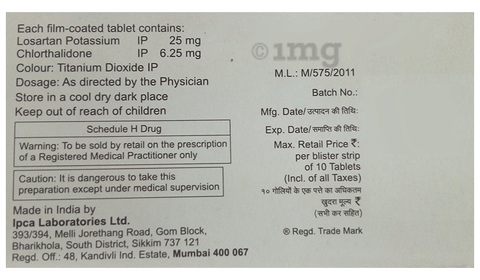 Each film-coated tablet contains:
Losartan Potassium IP 25 mg
Chlorthalidone IP 6.25 mg
Colour: Titanium Dioxide IP
Dosage: As directed by the Physician
Store in a cool dry dark place
Keep out of reach of children
Schedule H Drug
Warning: To be sold by retail on the prescription
of a Registered Medical Practitioner only
Caution: It is dangerous to take this
preparation except under medical supervision
Made in India by
Ipca Laboratories Ltd.
393/394, Melli Jorethang Road, Gom Block,
Bharikhola, South District, Sikkim 737 121
Regd. Off.: 48, Kandivli Ind. Estate, Mumbai 400 067
© 1mg
M.L.: M/575/2011
Batch No.:
Mfg. Date/ उत्पादन की तिथि:
Exp. Date/ समाप्ति की तिथि:
Max. Retail Price ₹:
per blister strip
of 10 Tablets
(Incl. of all Taxes)
१० गोलियों के एक पत्ते का अधिकतम
खुदरा मूल्य ₹
(सभी कर सहित)
® Regd. Trade Mark